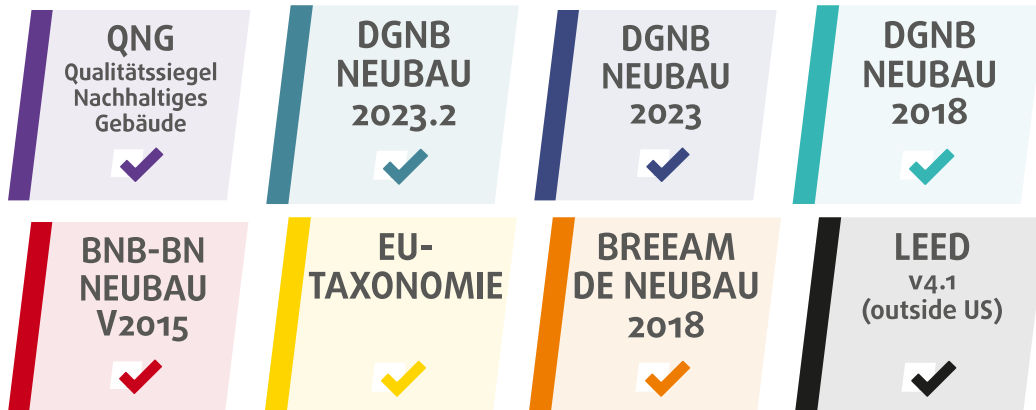 QNG
Qualitätssiegel
Nachhaltiges
Gebäude
DGNB
NEUBAU
2023.2
DGNB
NEUBAU
2023
DGNB
NEUBAU
2018
BNB-BN
NEUBAU
V2015
EU-
TAXONOMIE
BREEAM
DE NEUBAU
2018
LEED
v4.1
(outside US)